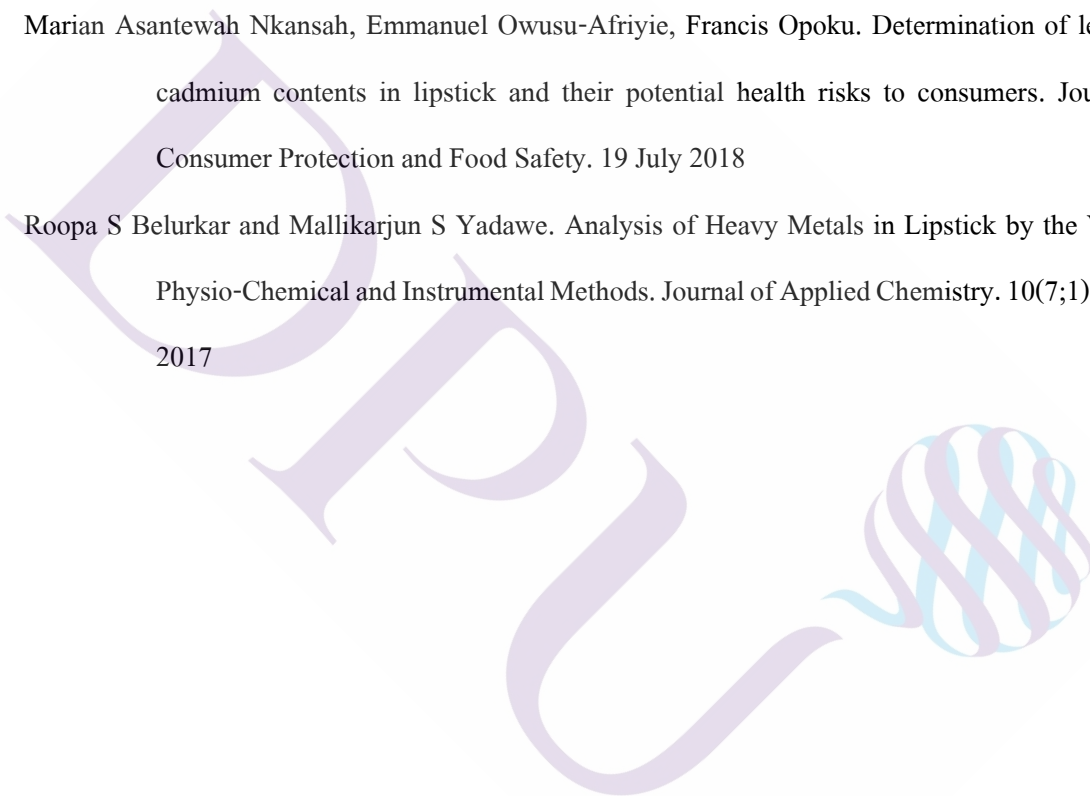 Marian Asantewah Nkansah, Emmanuel Owusu-Afriyie, Francis Opoku. Determination of
cadmium contents in lipstick and their potential health risks to consumers.
Consumer Protection and Food Safety. 19 July 2018
Roopa S Belurkar and Mallikarjun S Yadawe. Analysis of Heavy Metals in Lipstick by the
Physio-Chemical and Instrumental Methods. Journal of Applied Chemistry. 10(7;1)
2017
DPU